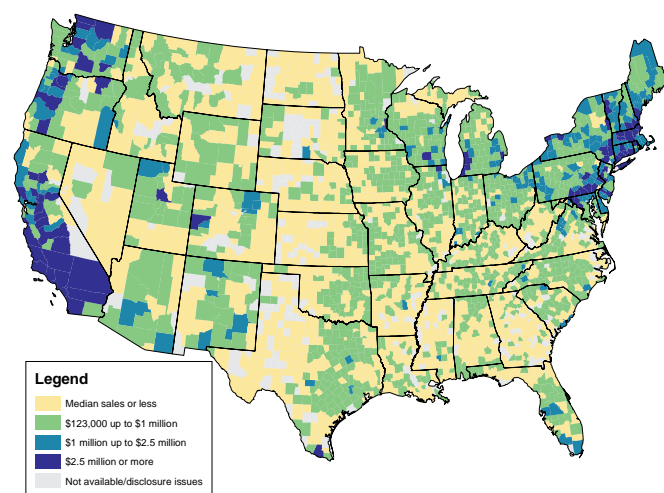 Legend
Median sales or less
$123,000 up to $1 million
$1 million up to $2.5 million
$2.5 million or more
Not available/disclosure issues